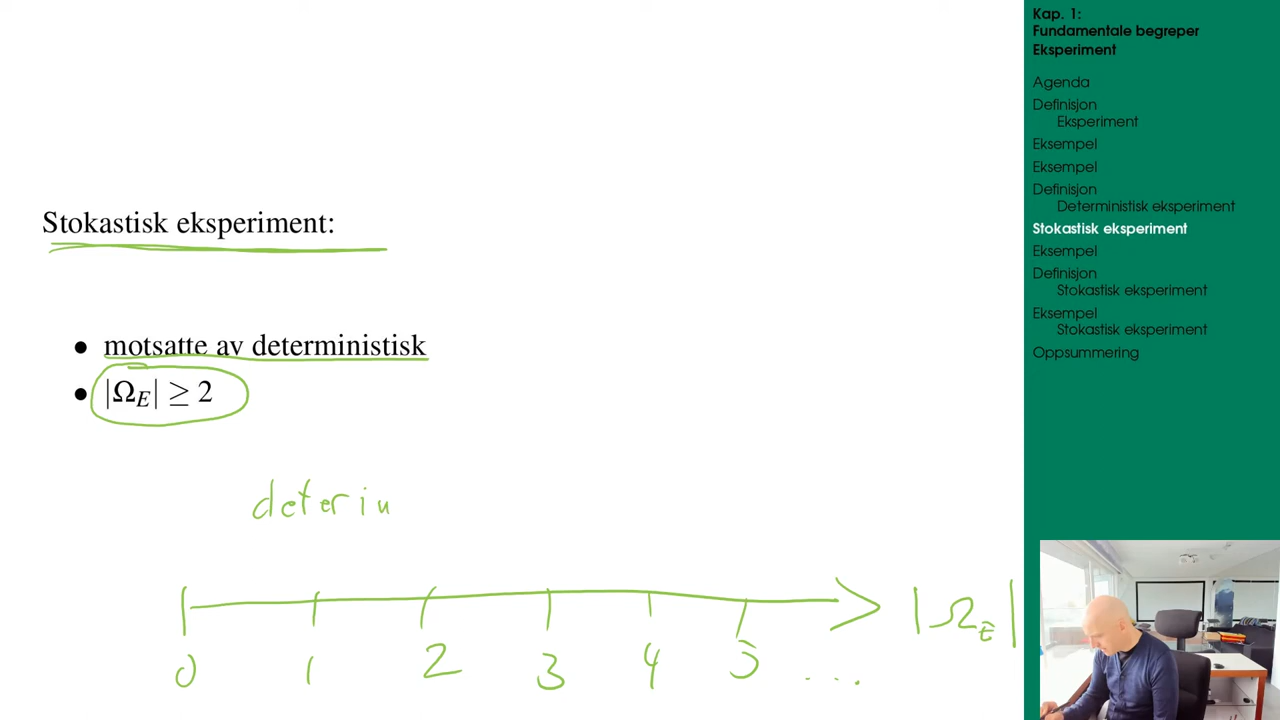 Stokastisk eksperiment:
• motsatte av deterministisk
• |Ω_E| ≥ 2
deterin
|Ω_E|
0 1 2 3 4 5 ...
Kap. 1:
Fundamentale begreper
Eksperiment
Agenda
Definisjon
Eksperiment
Eksempel
Eksempel
Definisjon
Deterministisk eksperiment
Stokastisk eksperiment
Eksempel
Definisjon
Stokastisk eksperiment
Eksempel
Stokastisk eksperiment
Oppsummering